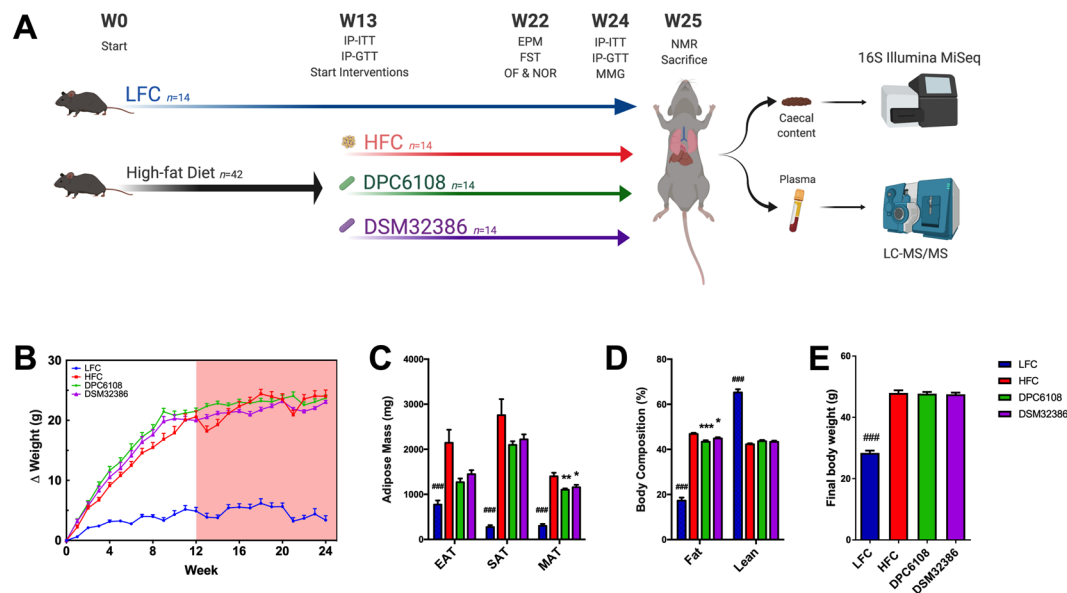 A
W0
Start
W13
IP-ITT
IP-GTT
Start Interventions
W22
EPM
FST
OF & NOR
W24
IP-ITT
IP-GTT
MMG
W25
NMR
Sacrifice
16S Illumina MiSeq
LFC n=14
HFC n=14
High-fat Diet n=42
DPC6108 n=14
DSM32386 n=14
Caecal
content
Plasma
LC-MS/MS
B
Δ Weight (g)
30
20
10
0
0
4
8
12
16
20
24
Week
LFC
HFC
DPC6108
DSM32386
C
Adipose Mass (mg)
4000
3000
2000
1000
0
###
###
###
**
*
EAT
SAT
MAT
D
Body Composition (%)
80
60
40
20
0
###
***
*
###
Fat
Lean
E
Final body weight (g)
60
40
20
0
###
LFC
HFC
DPC6108
DSM32386
LFC
HFC
DPC6108
DSM32386